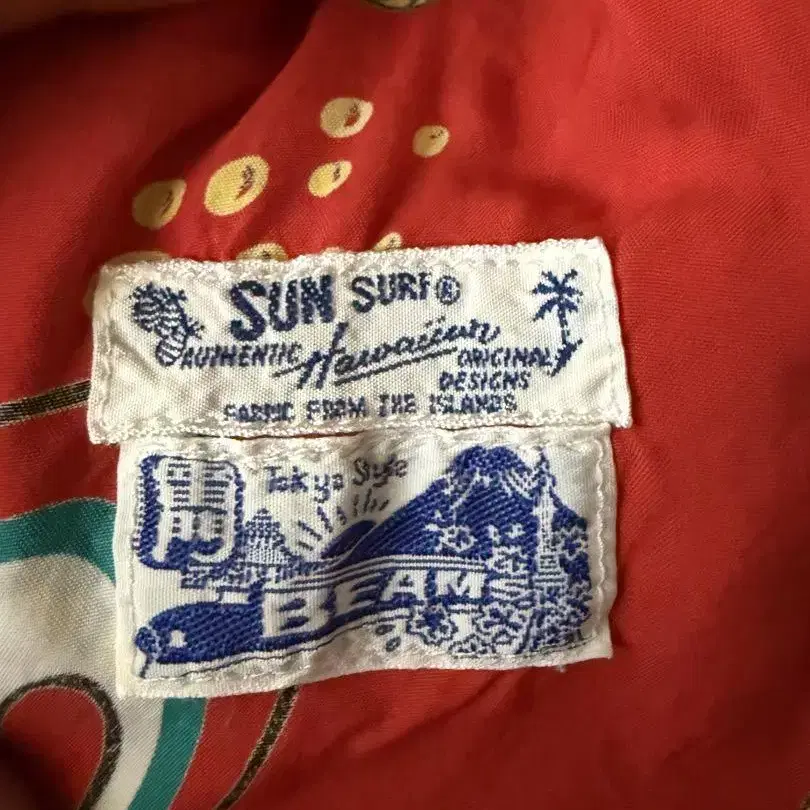 SUN SURF®
AUTHENTIC Hawaiian ORIGINAL
DESIGNS
FABRIC FROM THE ISLANDS
Tokyo Style
BEAMS